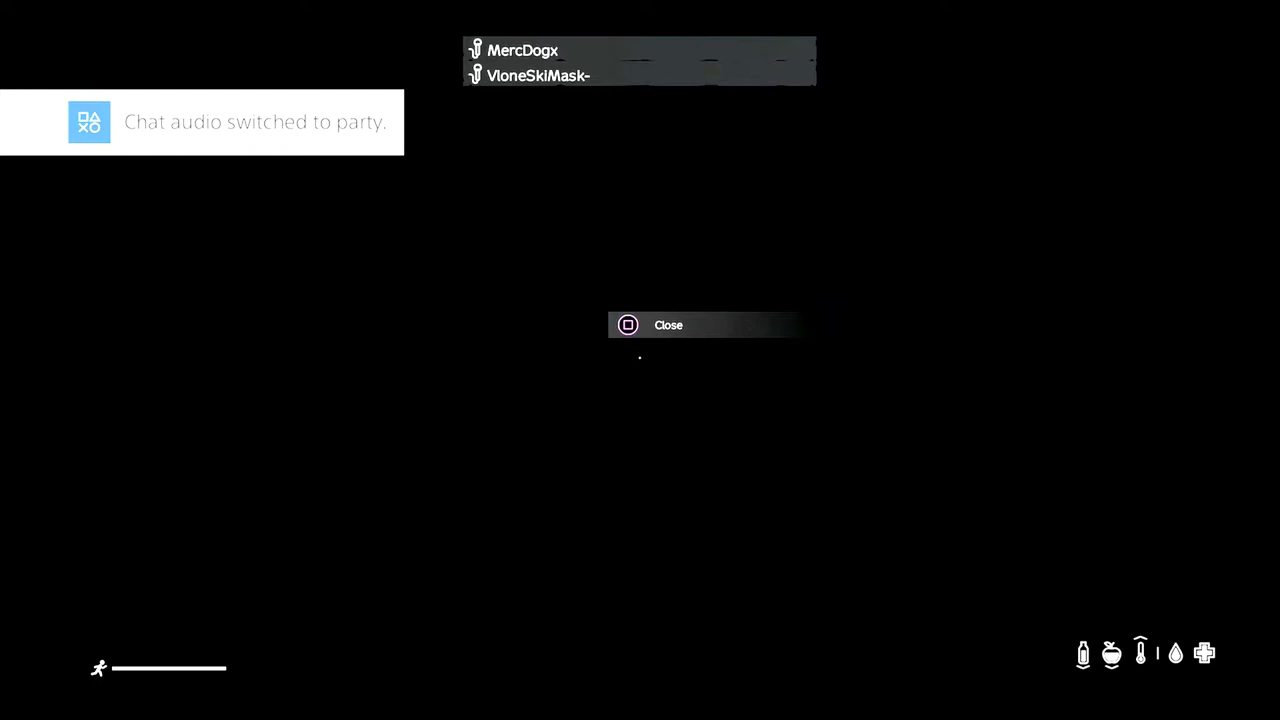 MercDogx
VloneSkiMask-
Chat audio switched to party.
Close